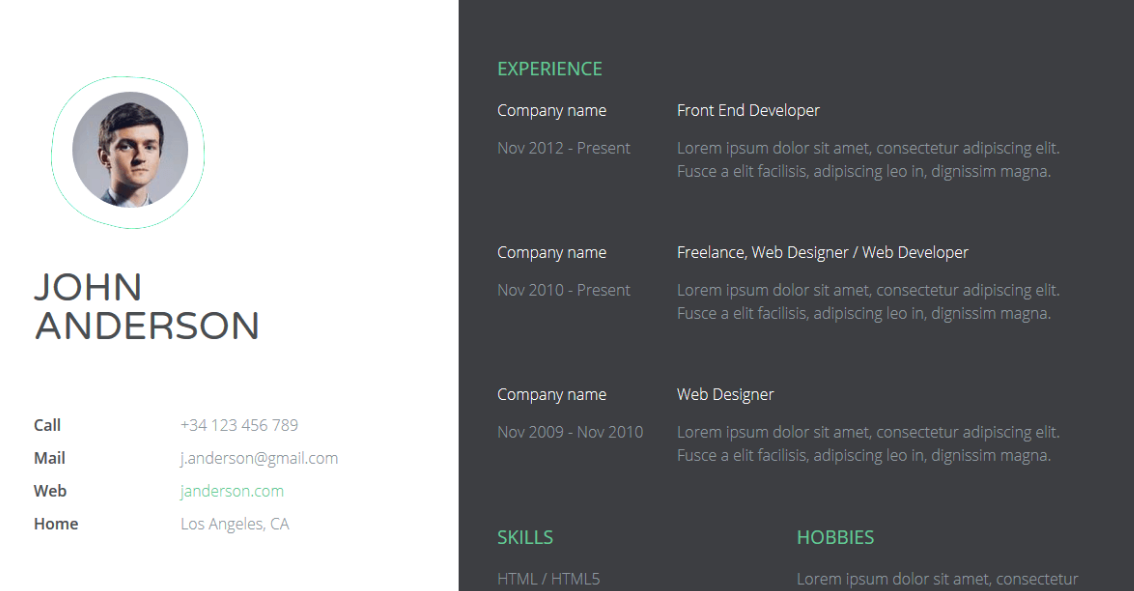 JOHN
ANDERSON
Call +34 123 456 789
Mail j.anderson@gmail.com
Web janderson.com
Home Los Angeles, CA
EXPERIENCE
Company name Front End Developer
Nov 2012 - Present Lorem ipsum dolor sit amet, consectetur adipiscing elit.
Fusce a elit facilisis, adipiscing leo in, dignissim magna.
Company name Freelance, Web Designer / Web Developer
Nov 2010 - Present Lorem ipsum dolor sit amet, consectetur adipiscing elit.
Fusce a elit facilisis, adipiscing leo in, dignissim magna.
Company name Web Designer
Nov 2009 - Nov 2010 Lorem ipsum dolor sit amet, consectetur adipiscing elit.
Fusce a elit facilisis, adipiscing leo in, dignissim magna.
SKILLS
HTML / HTML5
HOBBIES
Lorem ipsum dolor sit amet, consectetur